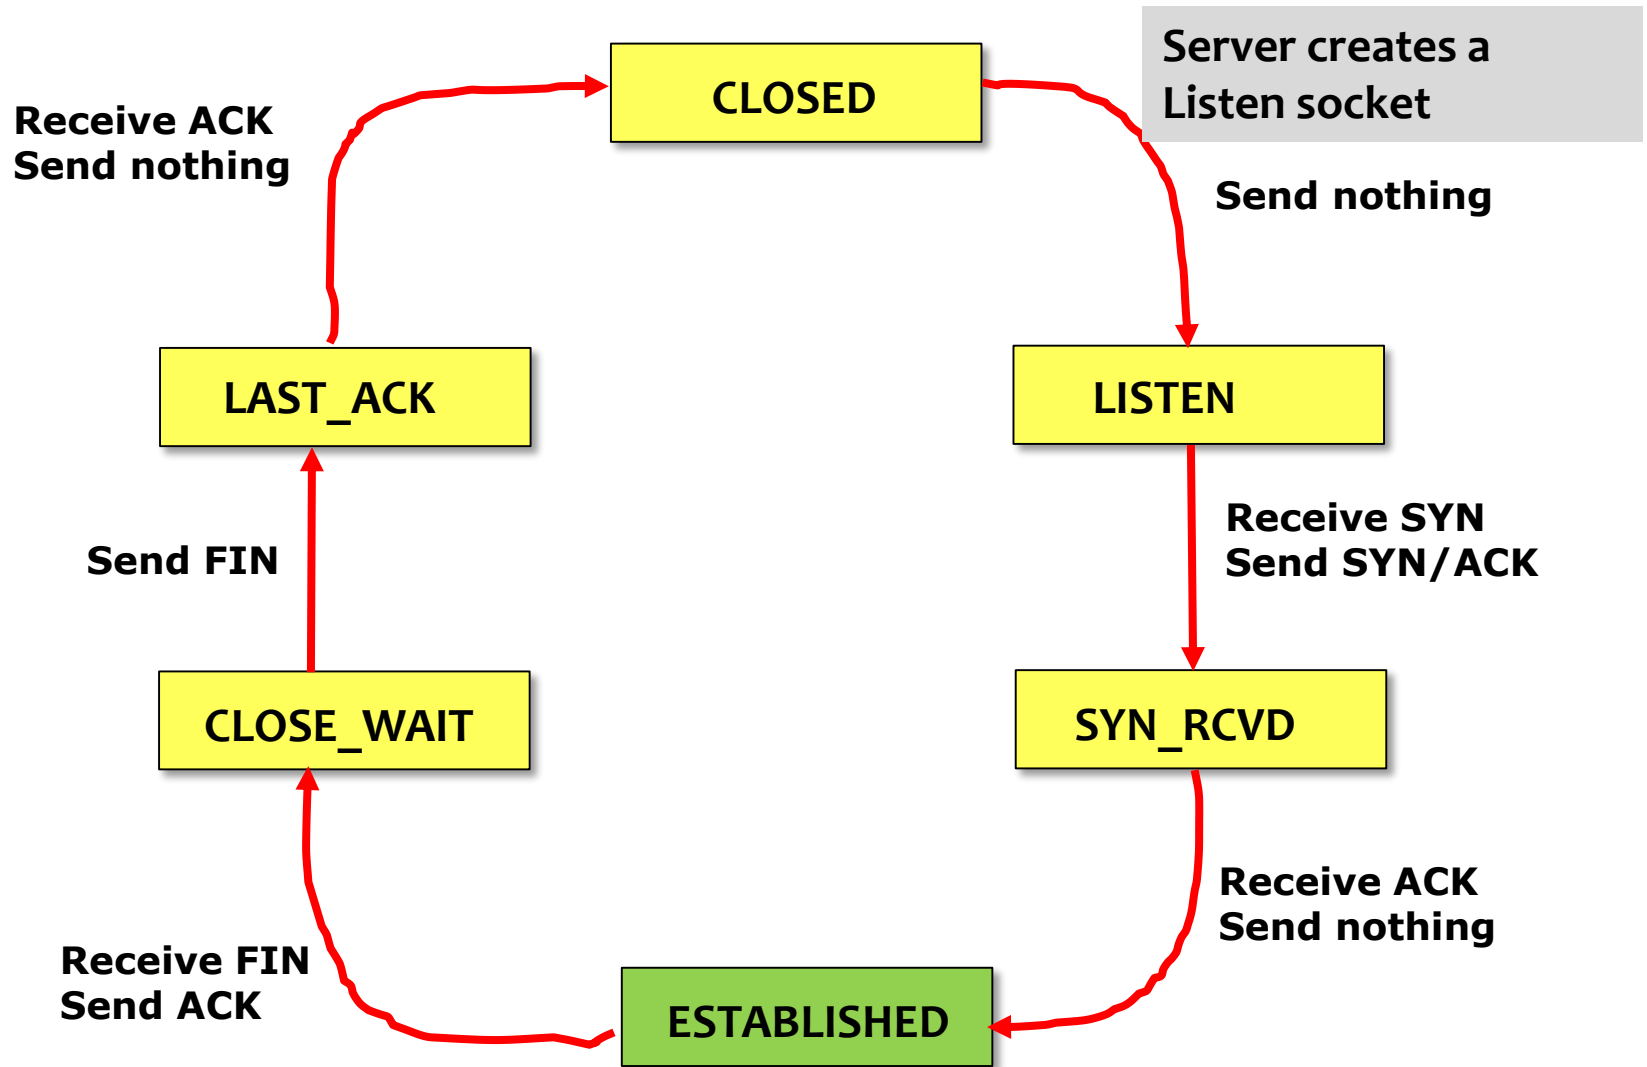 Server creates a
Listen socket
CLOSED
Receive ACK
Send nothing
Send nothing
LAST_ACK
LISTEN
Receive SYN
Send SYN/ACK
Send FIN
CLOSE_WAIT
SYN_RCVD
Receive ACK
Send nothing
Receive FIN
Send ACK
ESTABLISHED